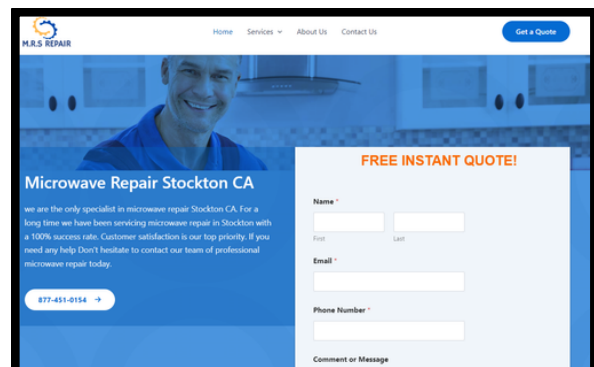 M.R.S REPAIR
Home Services About Us Contact Us
Get a Quote
Microwave Repair Stockton CA
we are the only specialist in microwave repair Stockton CA. For a
long time we have been servicing microwave repair in Stockton with
a 100% success rate. Customer satisfaction is our top priority. If you
need any help Don't hesitate to contact our team of professional
microwave repair today.
877-451-0154 →
FREE INSTANT QUOTE!
Name *
First Last
Email *
Phone Number *
Comment or Message